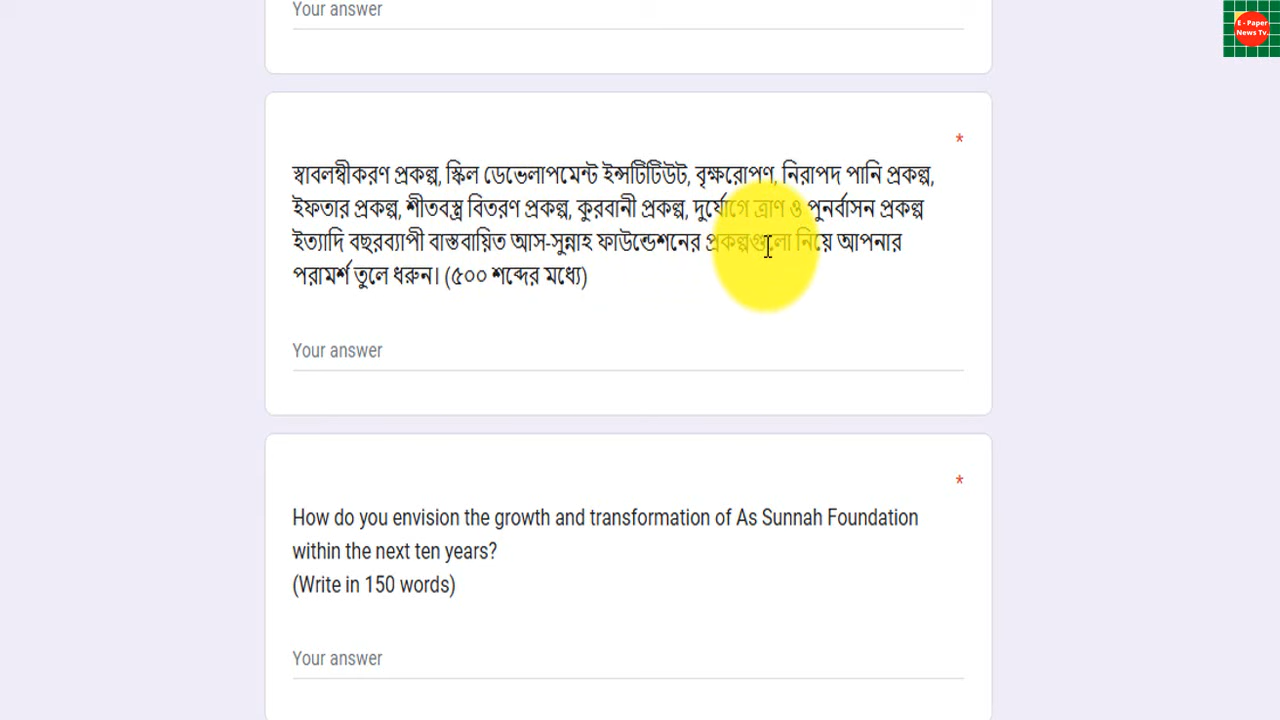 Your answer
E - Paper
News Tv.
*
স্বাবলম্বীকরণ প্রকল্প, স্কিল ডেভেলাপমেন্ট ইন্সটিটিউট, বৃক্ষরোপণ, নিরাপদ পানি প্রকল্প,
ইফতার প্রকল্প, শীতবস্ত্র বিতরণ প্রকল্প, কুরবানী প্রকল্প, দুর্যোগে ত্রাণ ও পুনর্বাসন প্রকল্প
ইত্যাদি বছরব্যাপী বাস্তবায়িত আস-সুন্নাহ ফাউন্ডেশনের প্রকল্পগুলো নিয়ে আপনার
পরামর্শ তুলে ধরুন। (৫০০ শব্দের মধ্যে)
Your answer
*
How do you envision the growth and transformation of As Sunnah Foundation
within the next ten years?
(Write in 150 words)
Your answer